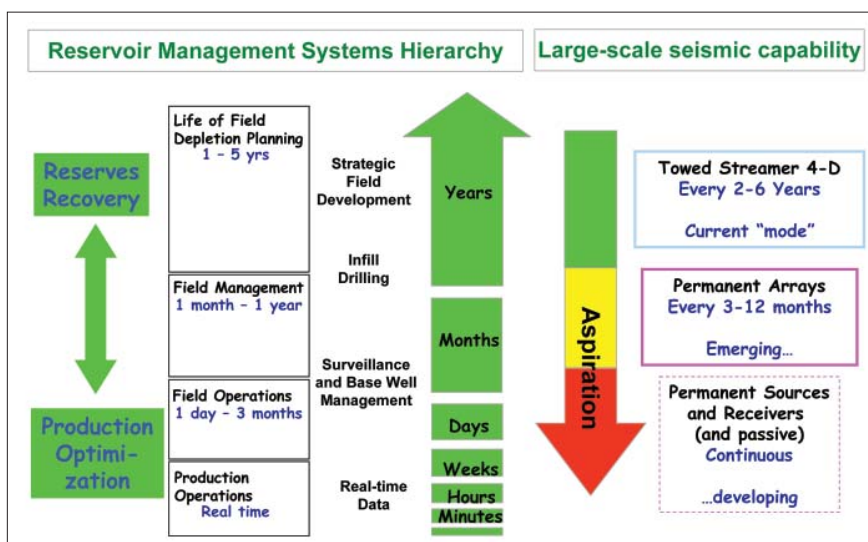 Reservoir Management Systems Hierarchy
Large-scale seismic capability
Reserves
Recovery
Production
Optimi-
zation
Life of Field
Depletion Planning
1 – 5 yrs
Field Management
1 month – 1 year
Field Operations
1 day – 3 months
Production
Operations
Real time
Strategic
Field
Development
Infill
Drilling
Surveillance
and Base Well
Management
Real-time
Data
Years
Months
Days
Weeks
Hours
Minutes
Aspiration
Towed Streamer 4-D
Every 2-6 Years
Current “mode”
Permanent Arrays
Every 3-12 months
Emerging…
Permanent Sources
and Receivers
(and passive)
Continuous
…developing